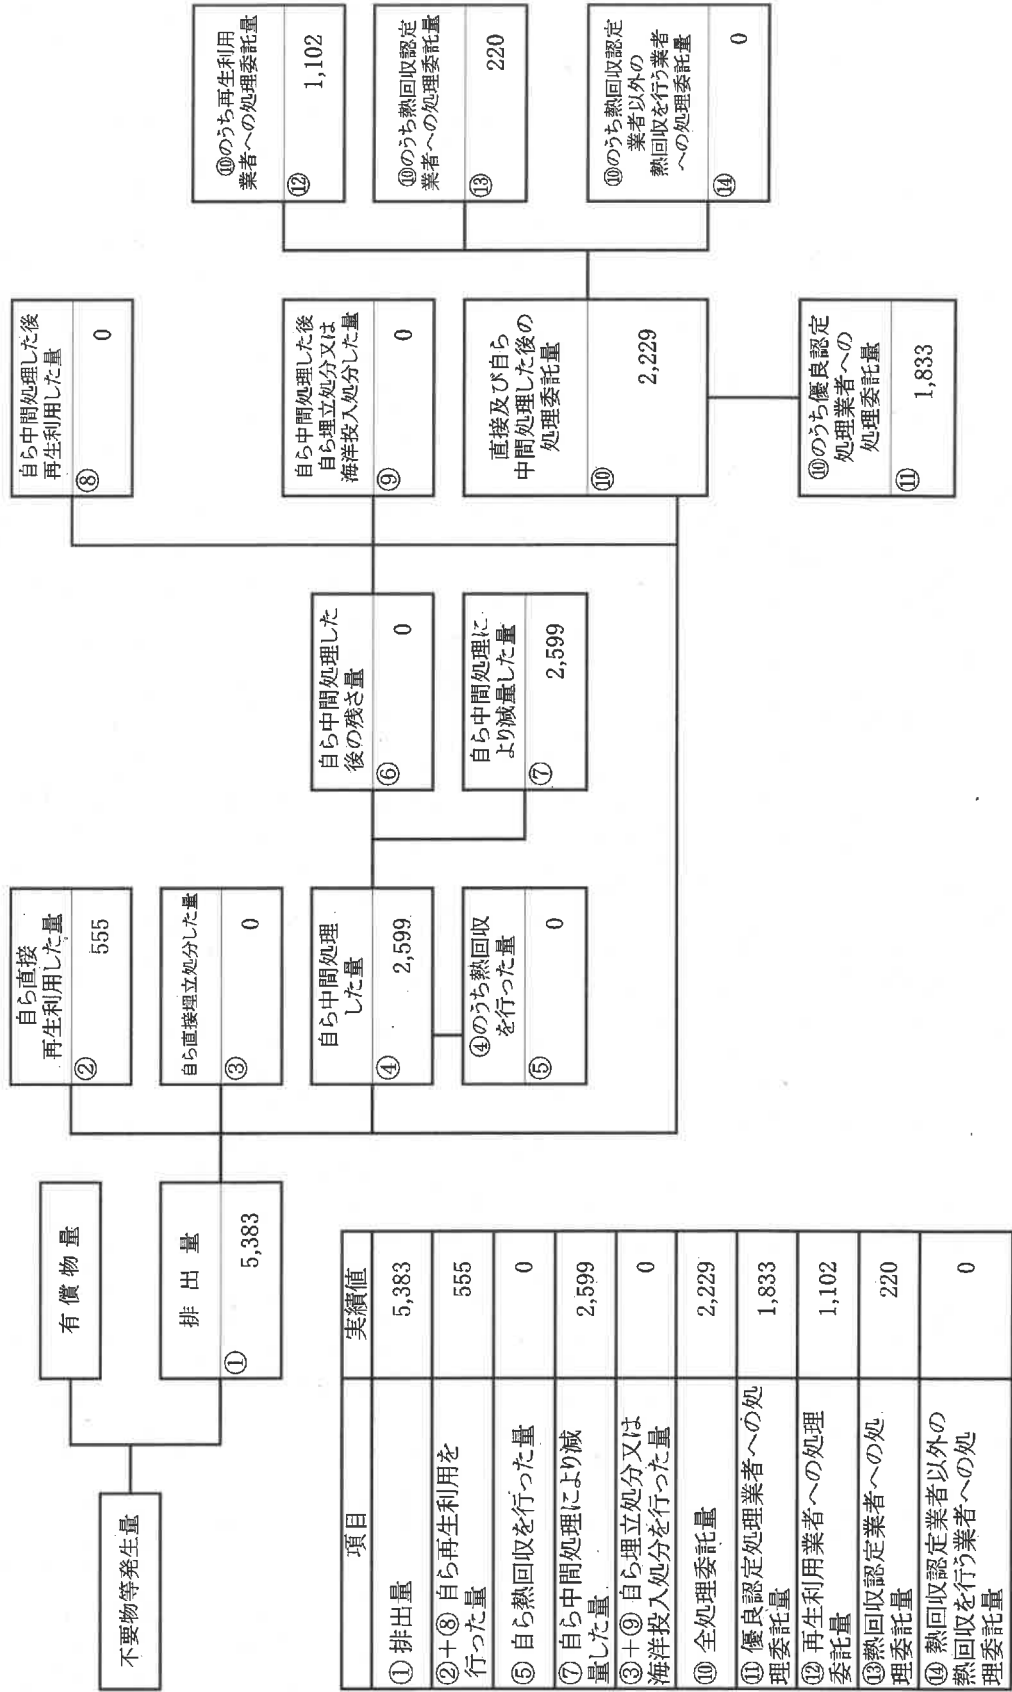 不要物等発生量
有償物量
排出量
①
5,383
自ら直接
再生利用した量
②
555
自ら直接埋立処分した量
③
0
自ら中間処理
した量
④
2,599
④のうち熱回収
を行った量
⑤
0
自ら中間処理した
後の残さ量
⑥
0
自ら中間処理に
より減量した量
⑦
2,599
自ら中間処理した後
再生利用した量
⑧
0
自ら中間処理した後
自ら埋立処分又は
海洋投入処分した量
⑨
0
直接及び自ら
中間処理した後の
処理委託量
⑩
2,229
⑩のうち優良認定
処理業者への
処理委託量
⑪
1,833
⑩のうち再生利用
業者への処理委託量
⑫
1,102
⑩のうち熱回収認定
業者への処理委託量
⑬
220
⑩のうち熱回収認定
業者以外の
熱回収を行う業者
への処理委託量
⑭
0
項目 実績値
①排出量 5,383
②+⑧ 自ら再生利用を
行った量 555
⑤ 自ら熱回収を行った量 0
⑦自ら中間処理により減
量した量 2,599
③+⑨ 自ら埋立処分又は
海洋投入処分を行った量 0
⑩ 全処理委託量 2,229
⑪ 優良認定処理業者への処
理委託量 1,833
⑫ 再生利用業者への処理
委託量 1,102
⑬熱回収認定業者への処
理委託量 220
⑭ 熱回収認定業者以外の
熱回収を行う業者への処
理委託量 0